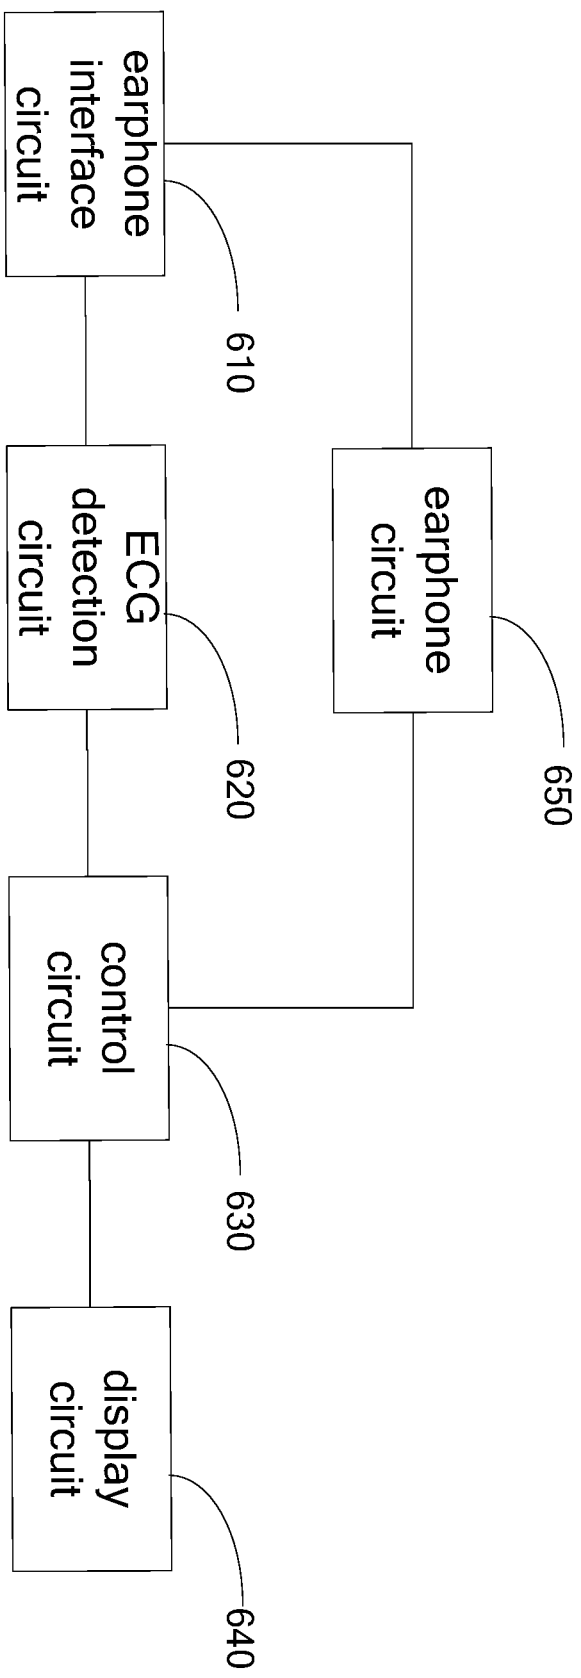 earphone
circuit
650
earphone
interface
circuit
610
ECG
detection
circuit
620
control
circuit
630
display
circuit
640